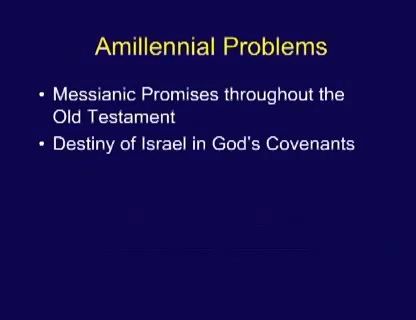 Amillennial Problems
• Messianic Promises throughout the
Old Testament
• Destiny of Israel in God's Covenants